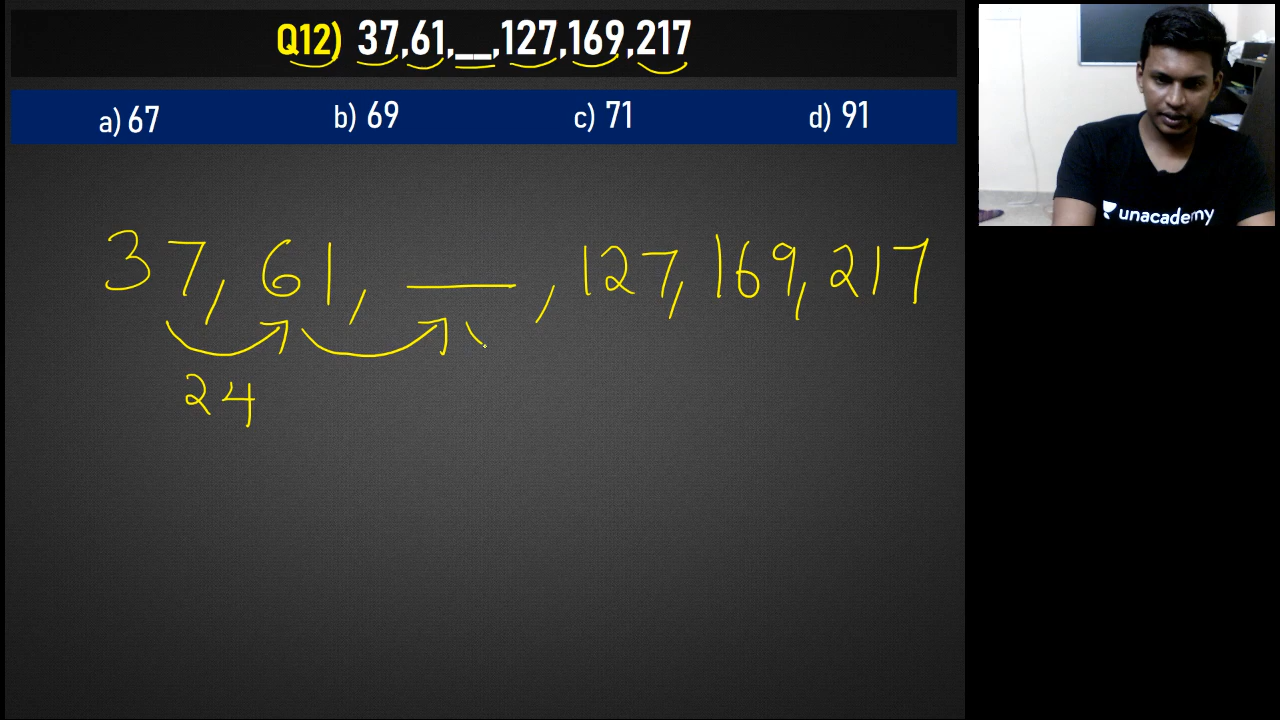 Q12) 37,61,__,127,169,217
a) 67 b) 69 c) 71 d) 91
unacademy
37, 61, ___, 127, 169, 217
24